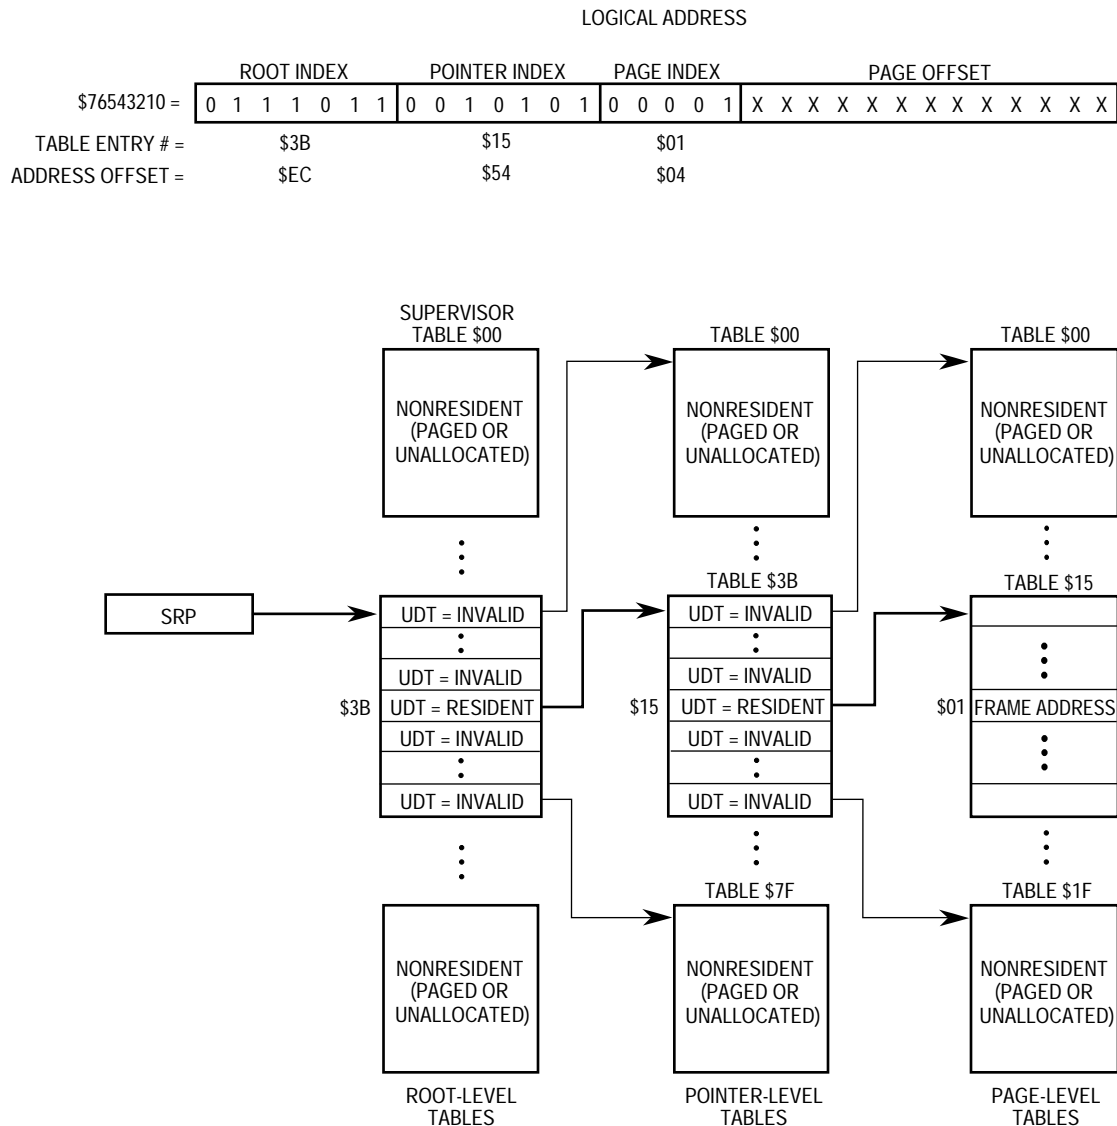 LOGICAL ADDRESS
ROOT INDEX POINTER INDEX PAGE INDEX PAGE OFFSET
$76543210 = 0 1 1 1 0 1 1 0 0 1 0 1 0 1 0 0 0 0 1 X X X X X X X X X X X X X
TABLE ENTRY # = $3B $15 $01
ADDRESS OFFSET = $EC $54 $04
SUPERVISOR
TABLE $00 TABLE $00 TABLE $00
NONRESIDENT NONRESIDENT NONRESIDENT
(PAGED OR (PAGED OR (PAGED OR
UNALLOCATED) UNALLOCATED) UNALLOCATED)
TABLE $3B TABLE $15
SRP UDT = INVALID UDT = INVALID
UDT = INVALID UDT = INVALID
$3B UDT = RESIDENT $15 UDT = RESIDENT $01 FRAME ADDRESS
UDT = INVALID UDT = INVALID
UDT = INVALID UDT = INVALID
TABLE $7F TABLE $1F
NONRESIDENT NONRESIDENT NONRESIDENT
(PAGED OR (PAGED OR (PAGED OR
UNALLOCATED) UNALLOCATED) UNALLOCATED)
ROOT-LEVEL POINTER-LEVEL PAGE-LEVEL
TABLES TABLES TABLES